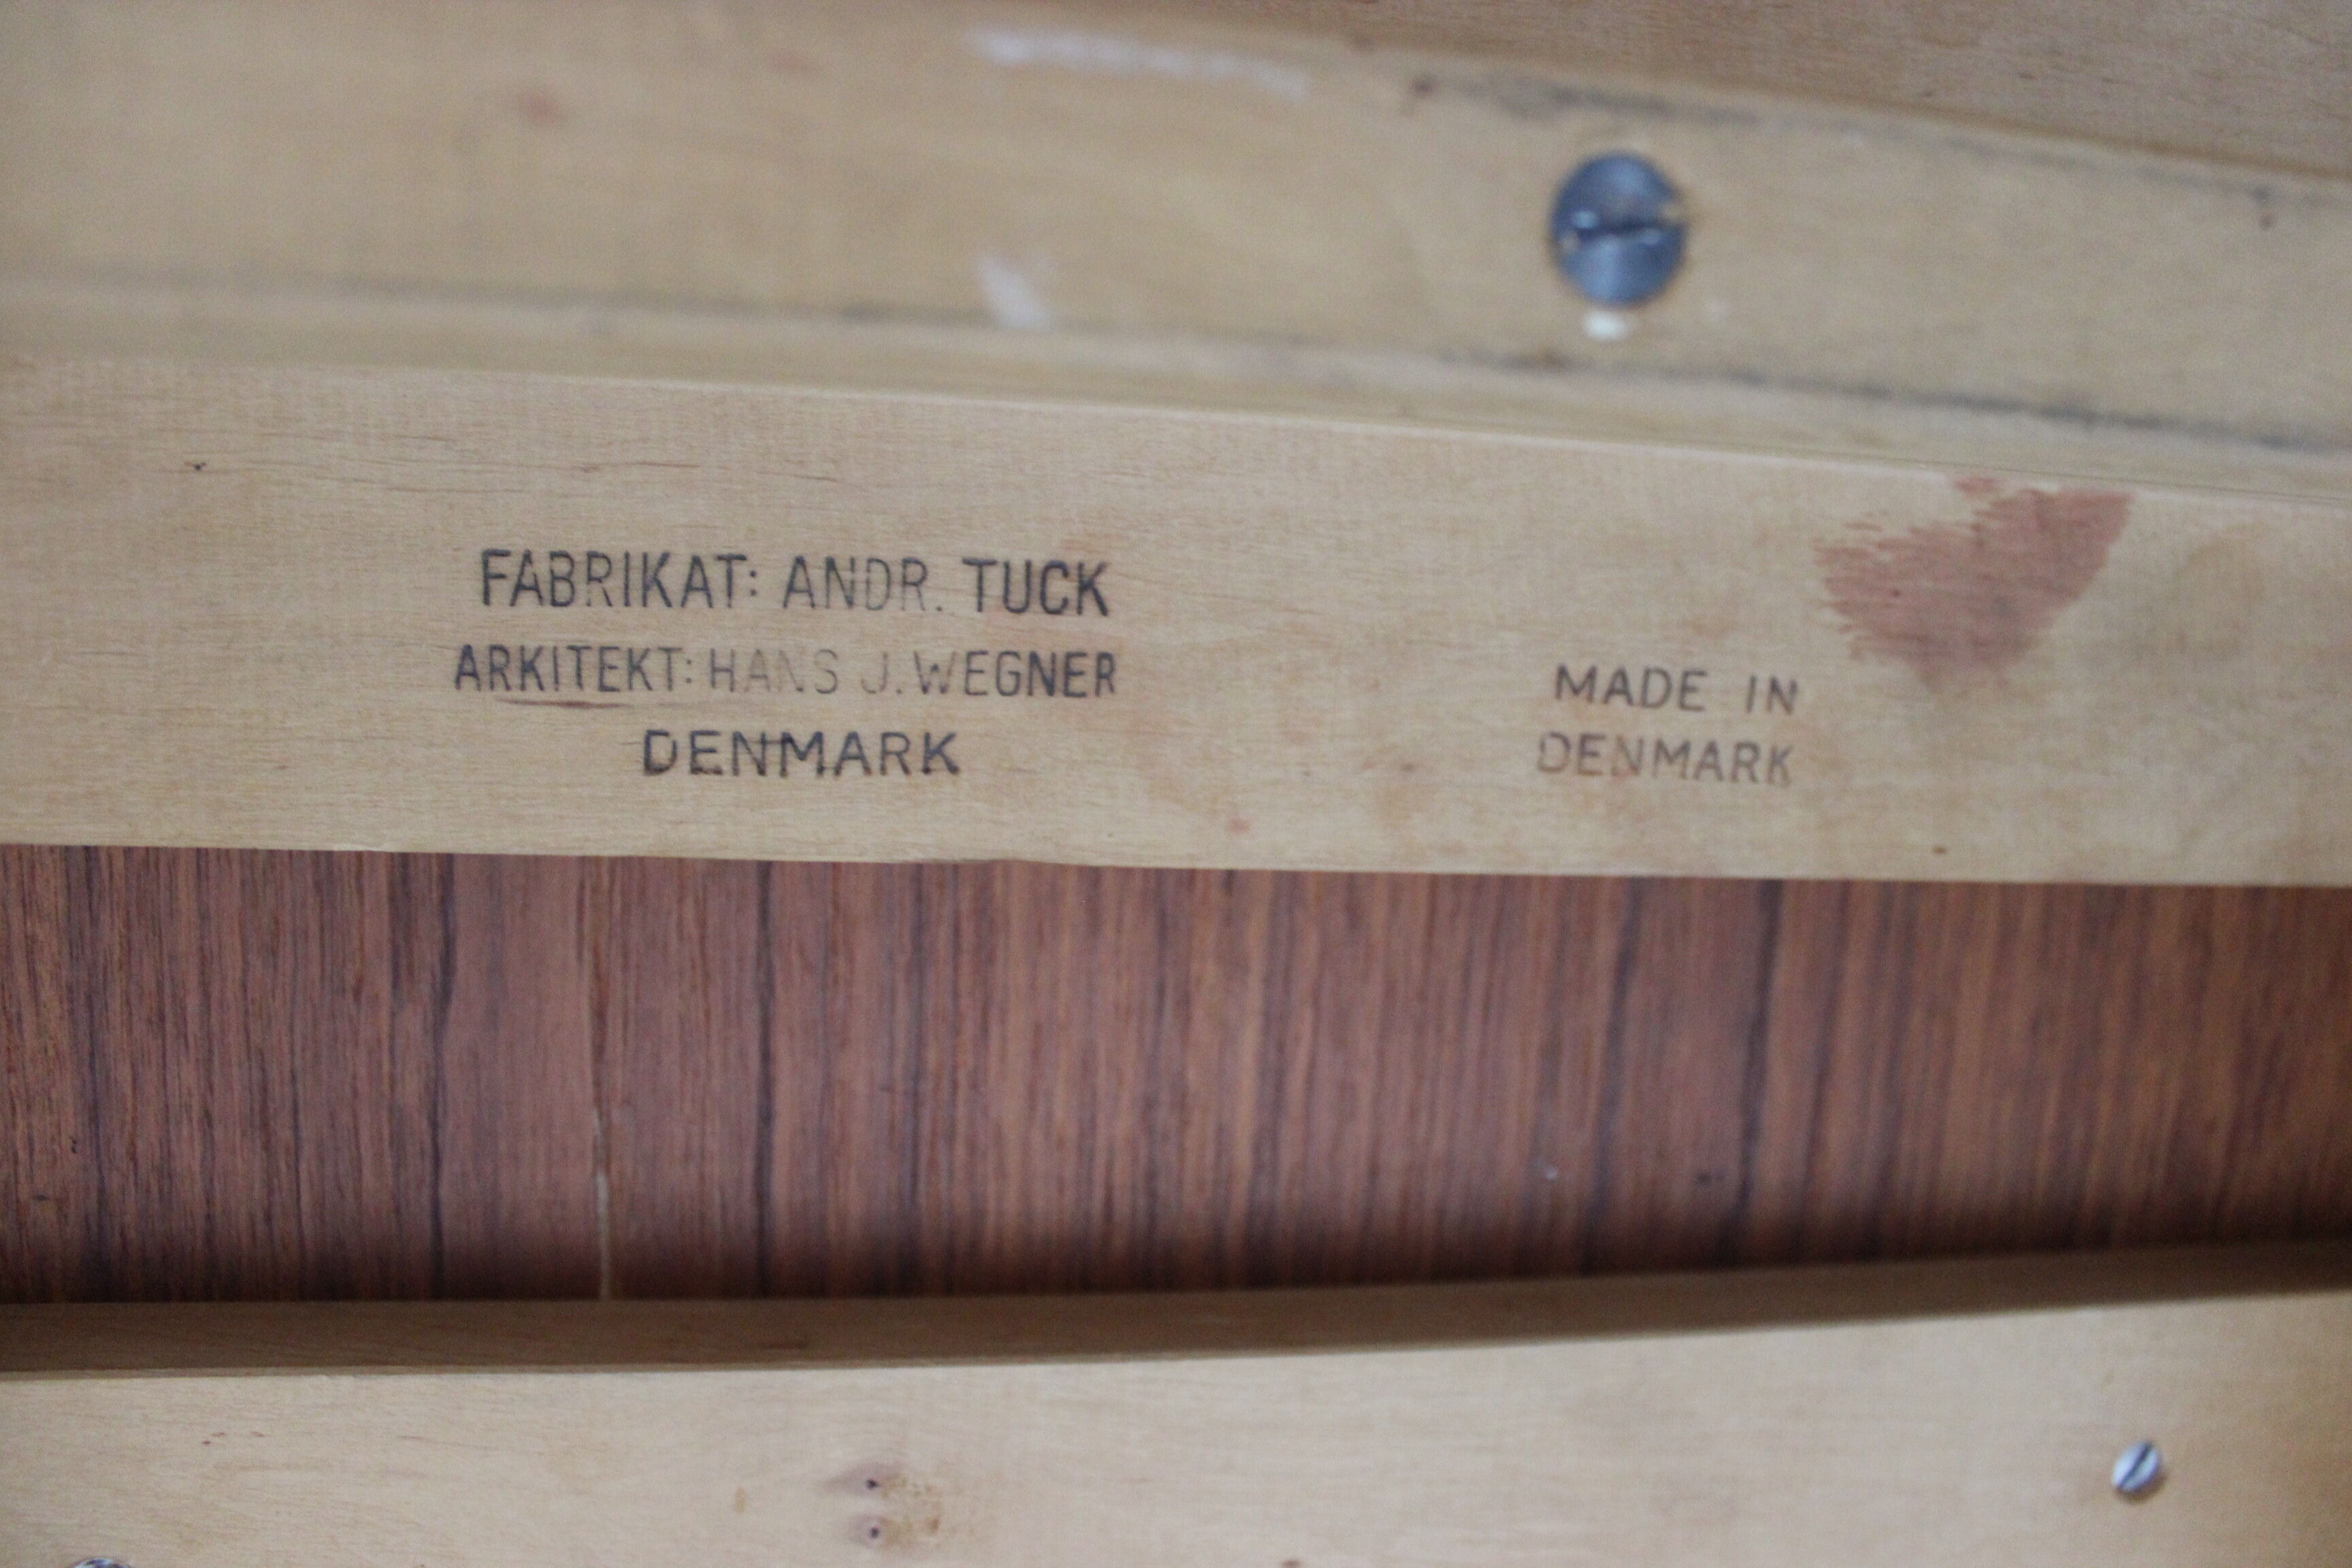 FABRIKAT: ANDR. TUCK
ARKITEKT: HANS J. WEGNER
DENMARK
MADE IN
DENMARK